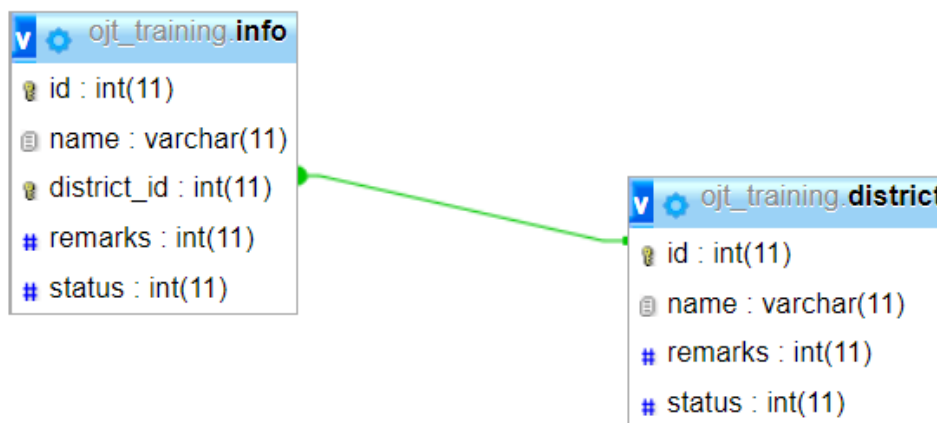 v ojt_training.info
id : int(11)
name : varchar(11)
district_id : int(11)
# remarks : int(11)
# status : int(11)
v ojt_training.district
id : int(11)
name : varchar(11)
# remarks : int(11)
# status : int(11)